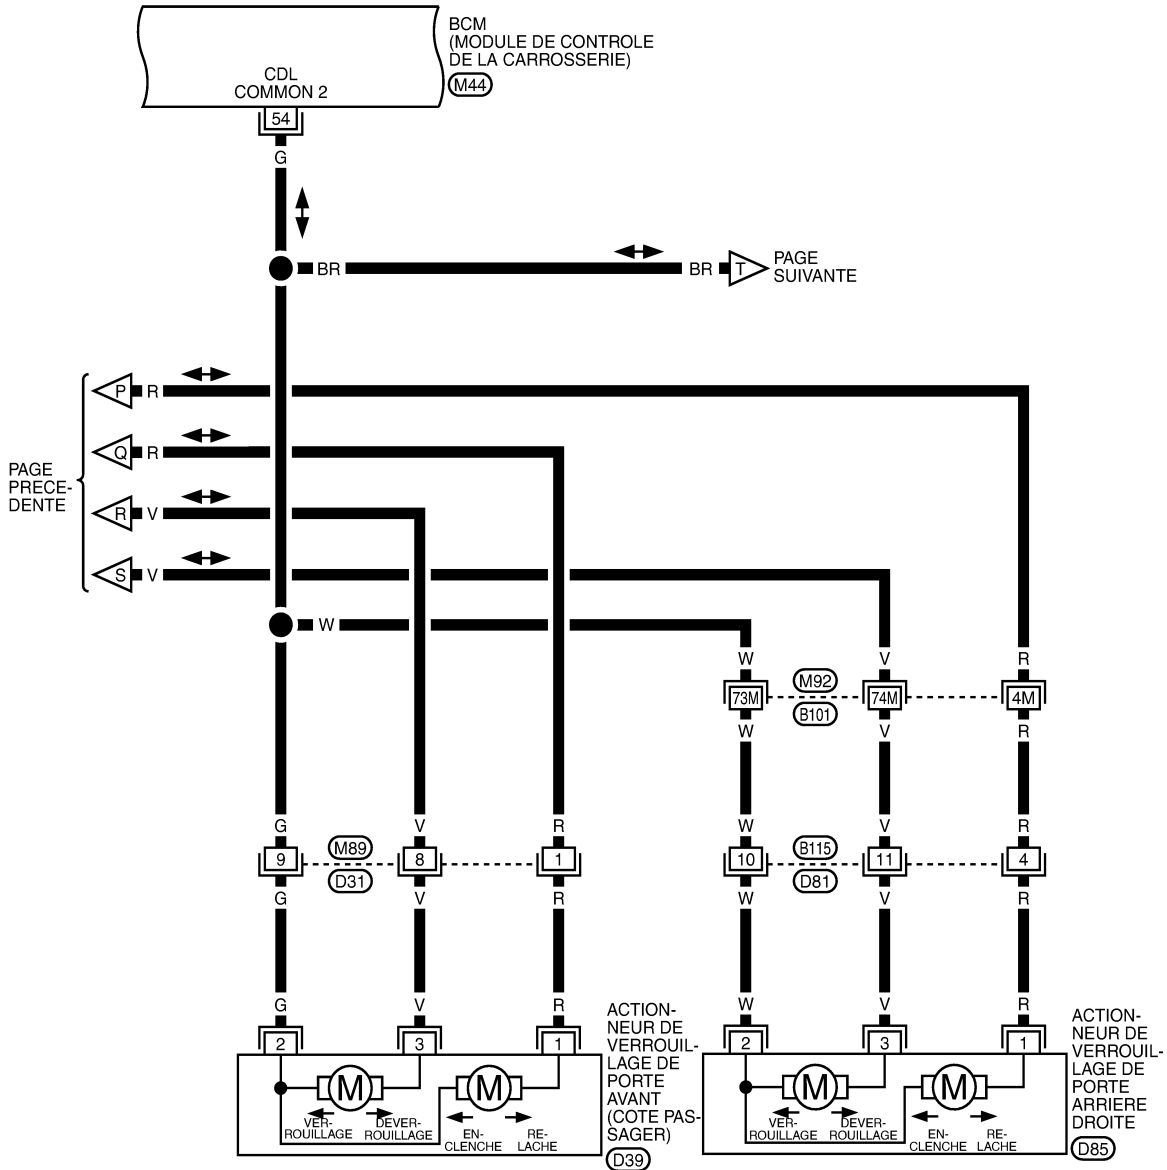 BCM
(MODULE DE CONTROLE
DE LA CARROSSERIE)
M44
CDL
COMMON 2
54
G
BR
BR
T
PAGE
SUIVANTE
P
R
Q
R
PAGE
PRECE-
DENTE
R
V
S
V
W
W
V
R
73M
M92
74M
4M
B101
W
V
R
G
V
R
W
V
R
9
M89
8
1
10
B115
11
4
D31
D81
G
V
R
W
V
R
G
V
R
W
V
R
2
3
1
2
3
1
ACTION-
NEUR DE
VERROUIL-
LAGE DE
PORTE
AVANT
(COTE PAS-
SAGER)
D39
ACTION-
NEUR DE
VERROUIL-
LAGE DE
PORTE
ARRIERE
DROITE
D85
M
M
M
M
VER-
ROUILLAGE
DEVER-
ROUILLAGE
EN-
CLENCHE
RE-
LACHE
VER-
ROUILLAGE
DEVER-
ROUILLAGE
EN-
CLENCHE
RE-
LACHE